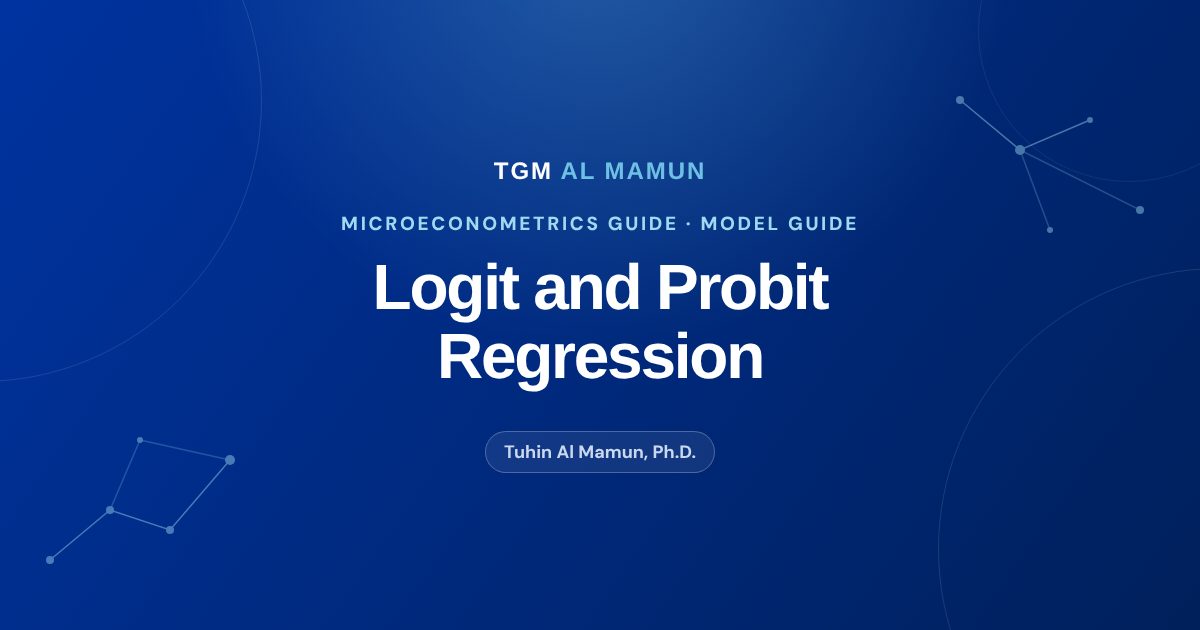 TGM AL MAMUN
MICROECONOMETRICS GUIDE · MODEL GUIDE
Logit and Probit
Regression
Tuhin Al Mamun, Ph.D.